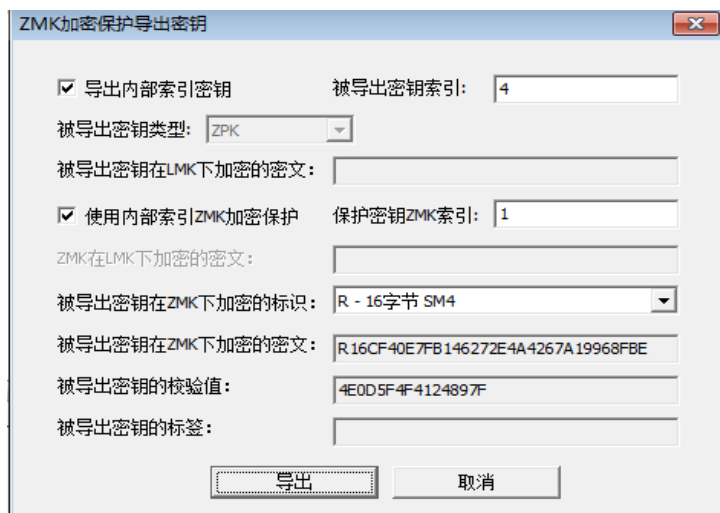 ZMK加密保护导出密钥
导出内部索引密钥 被导出密钥索引: 4
被导出密钥类型: ZPK
被导出密钥在LMK下加密的密文:
使用内部索引ZMK加密保护 保护密钥ZMK索引: 1
ZMK在LMK下加密的密文:
被导出密钥在ZMK下加密的标识: R - 16字节 SM4
被导出密钥在ZMK下加密的密文: R16CF40E7FB146272E4A4267A19968FBE
被导出密钥的校验值: 4E0D5F4F4124897F
被导出密钥的标签:
导出 取消